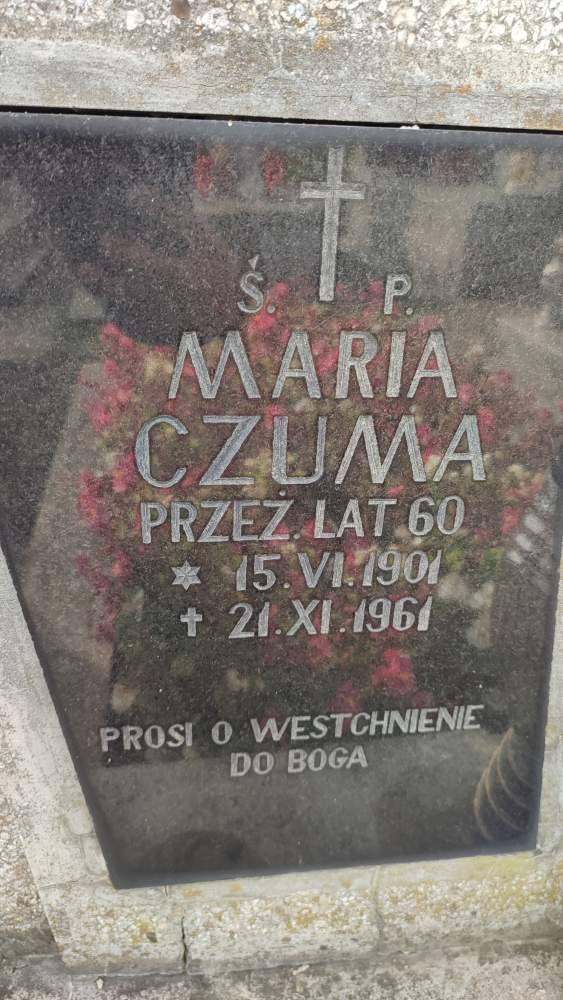 Ś. P.
MARIA
CZUMA
PRZEŻ. LAT 60
15. VI. 1901
21. XI. 1961
PROSI O WESTCHNIENIE
DO BOGA